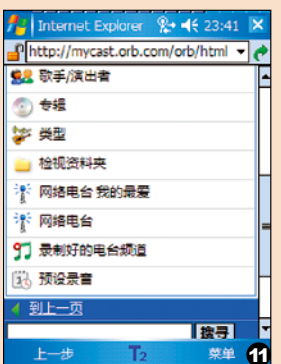 Internet Explorer 23:41
http://mycast.orb.com/orb/html
歌手/演出者
专辑
类型
检视资料夹
网络电台 我的最爱
网络电台
录制好的电台频道
预设录音
到上一页
搜寻
上一步 T2 菜单
11